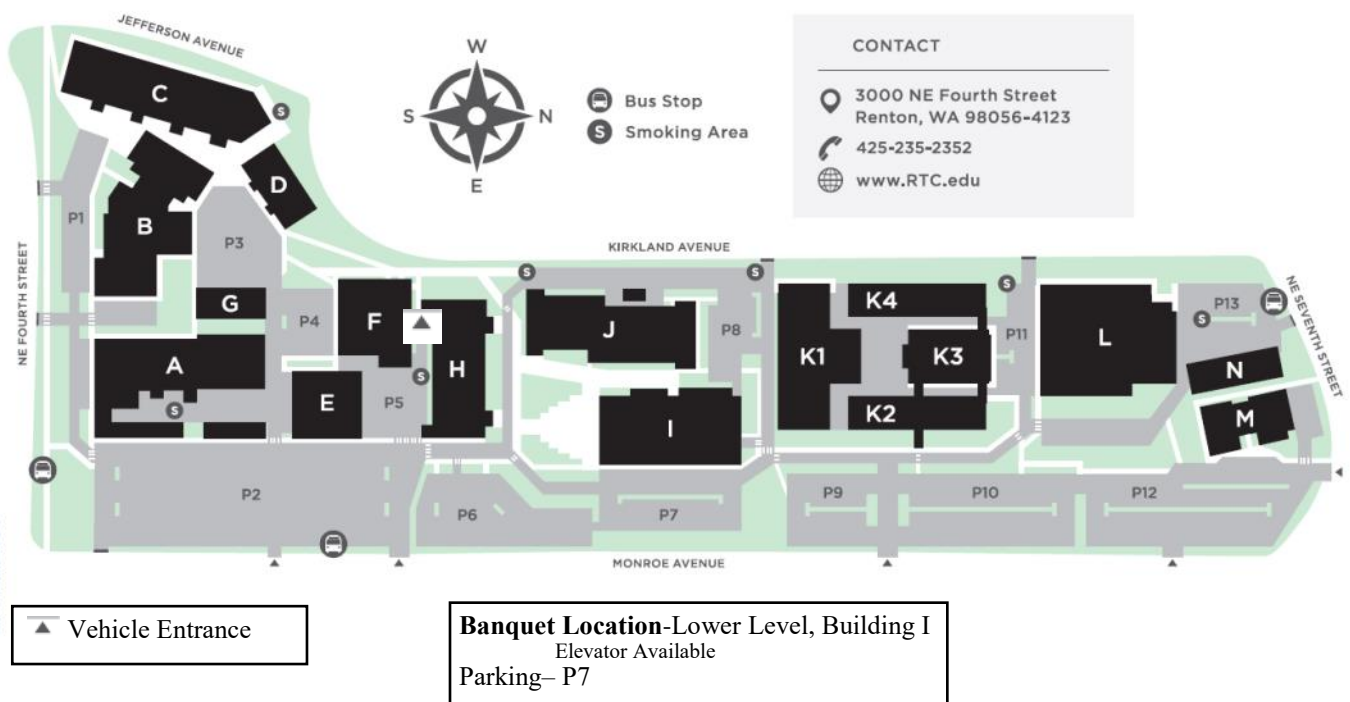 JEFFERSON AVENUE
W
S
N
E
Bus Stop
S Smoking Area
CONTACT
3000 NE Fourth Street
Renton, WA 98056-4123
425-235-2352
www.RTC.edu
C
S
D
B
P1
P3
NE FOURTH STREET
KIRKLAND AVENUE
NE SEVENTH STREET
G
P4
F
A
S
E
P5
S
H
S
J
S
P8
I
K1
K4
K3
K2
S
P11
L
P13
S
N
M
P2
P6
P7
P9
P10
P12
MONROE AVENUE
Vehicle Entrance
Banquet Location-Lower Level, Building I
Elevator Available
Parking– P7